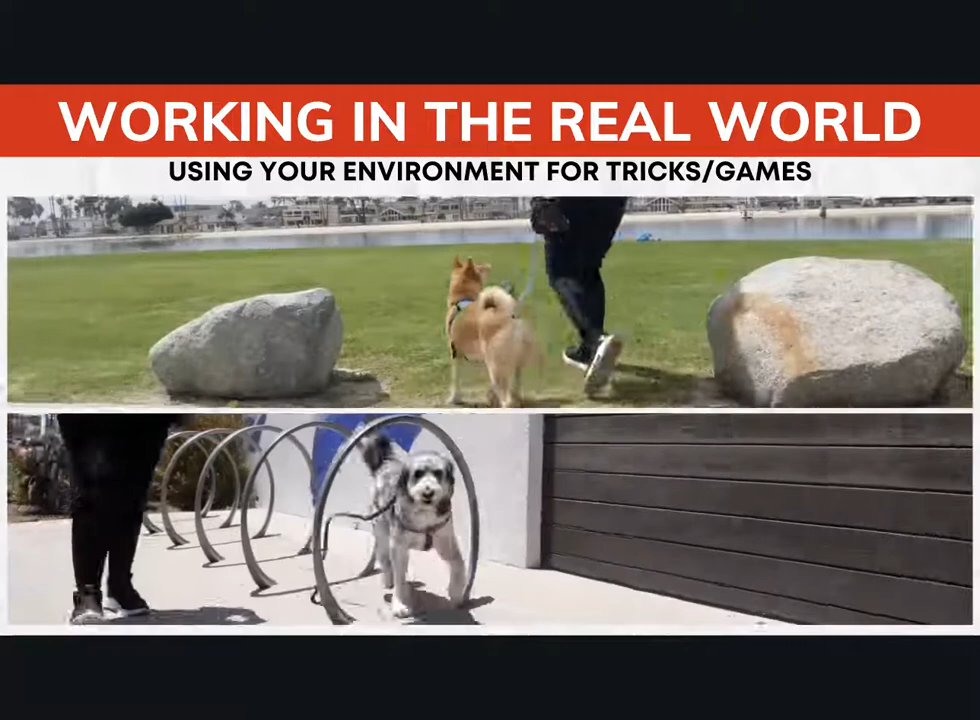 WORKING IN THE REAL WORLD
USING YOUR ENVIRONMENT FOR TRICKS/GAMES